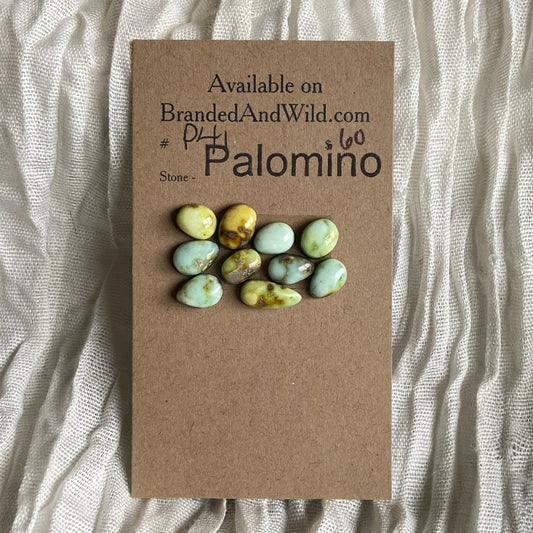 Available on
BrandedAndWild.com
# P41 $60
Stone - Palomino